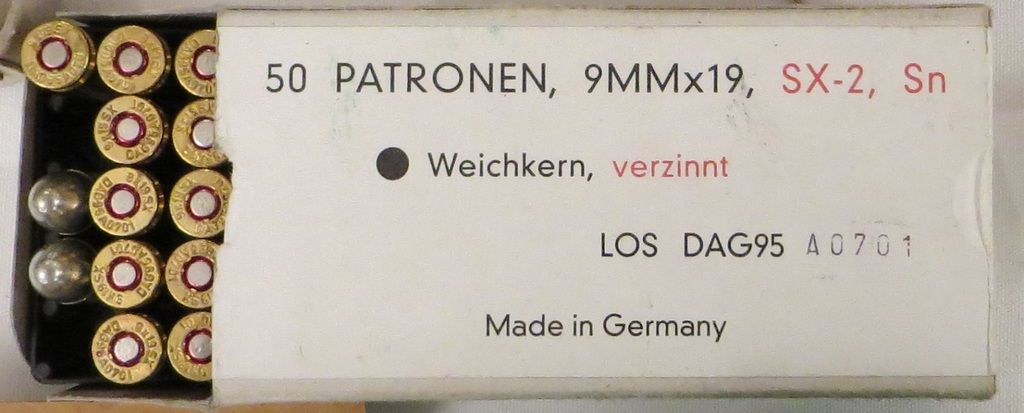 50 PATRONEN, 9MMx19, SX-2, Sn
Weichkern, verzinnt
LOS DAG95 A0701
Made in Germany